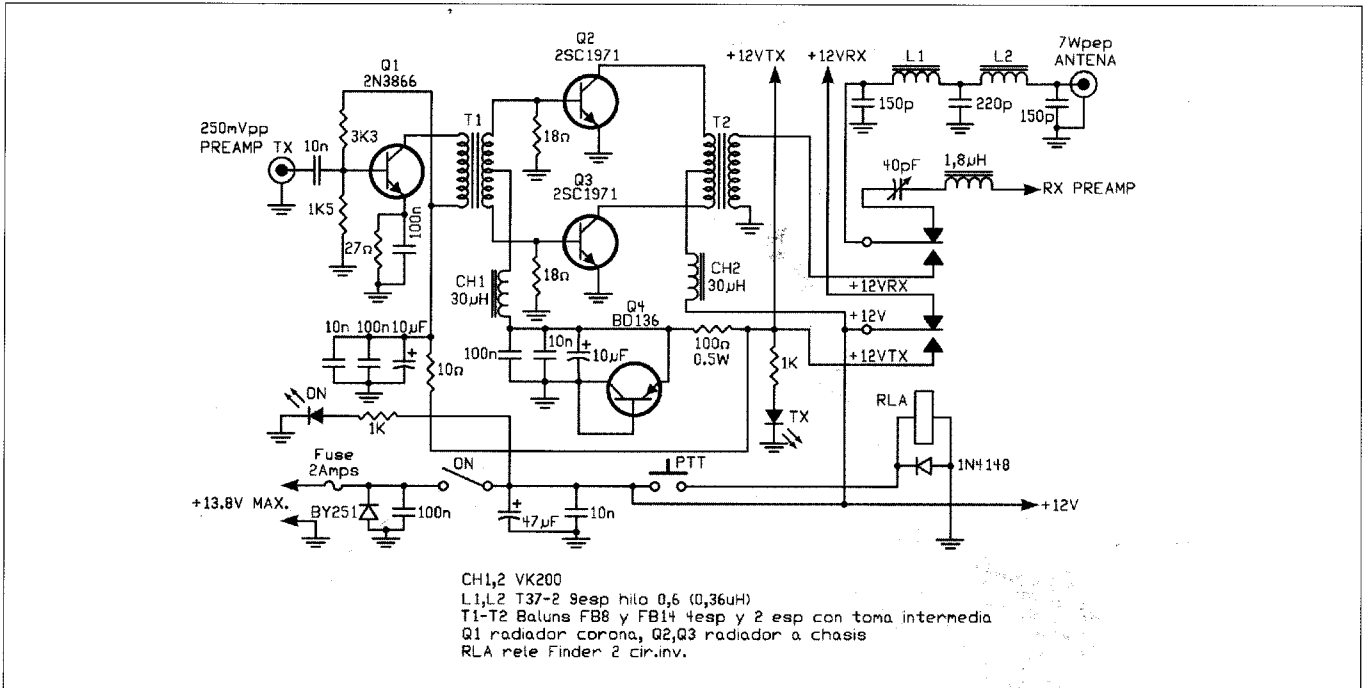 Q1
2N3866
Q2
2SC1971
+12VTX
+12VRX
L1
L2
7Wpep
ANTENA
150p
220p
150p
250mVpp
PREAMP TX
10n
3K3
T1
18Ω
T2
Q3
2SC1971
40pF
1,8µH
RX PREAMP
1K5
27Ω
100n
18Ω
CH1
30µH
CH2
30µH
+12VRX
+12V
+12VTX
Q4
BD136
10n
100n
10µF
+
10Ω
100n
10n
+
10µF
100Ω
0.5W
1K
TX
RLA
ON
1K
1N4148
Fuse
2Amps
ON
PTT
+13.8V MAX.
BY251
100n
+
47µF
10n
+12V
CH1,2 VK200
L1,L2 T37-2 9esp hilo 0,6 (0,36uH)
T1-T2 Baluns FB8 y FB14 4esp y 2 esp con toma intermedia
Q1 radiador corona, Q2,Q3 radiador a chasis
RLA rele Finder 2 cir.inv.